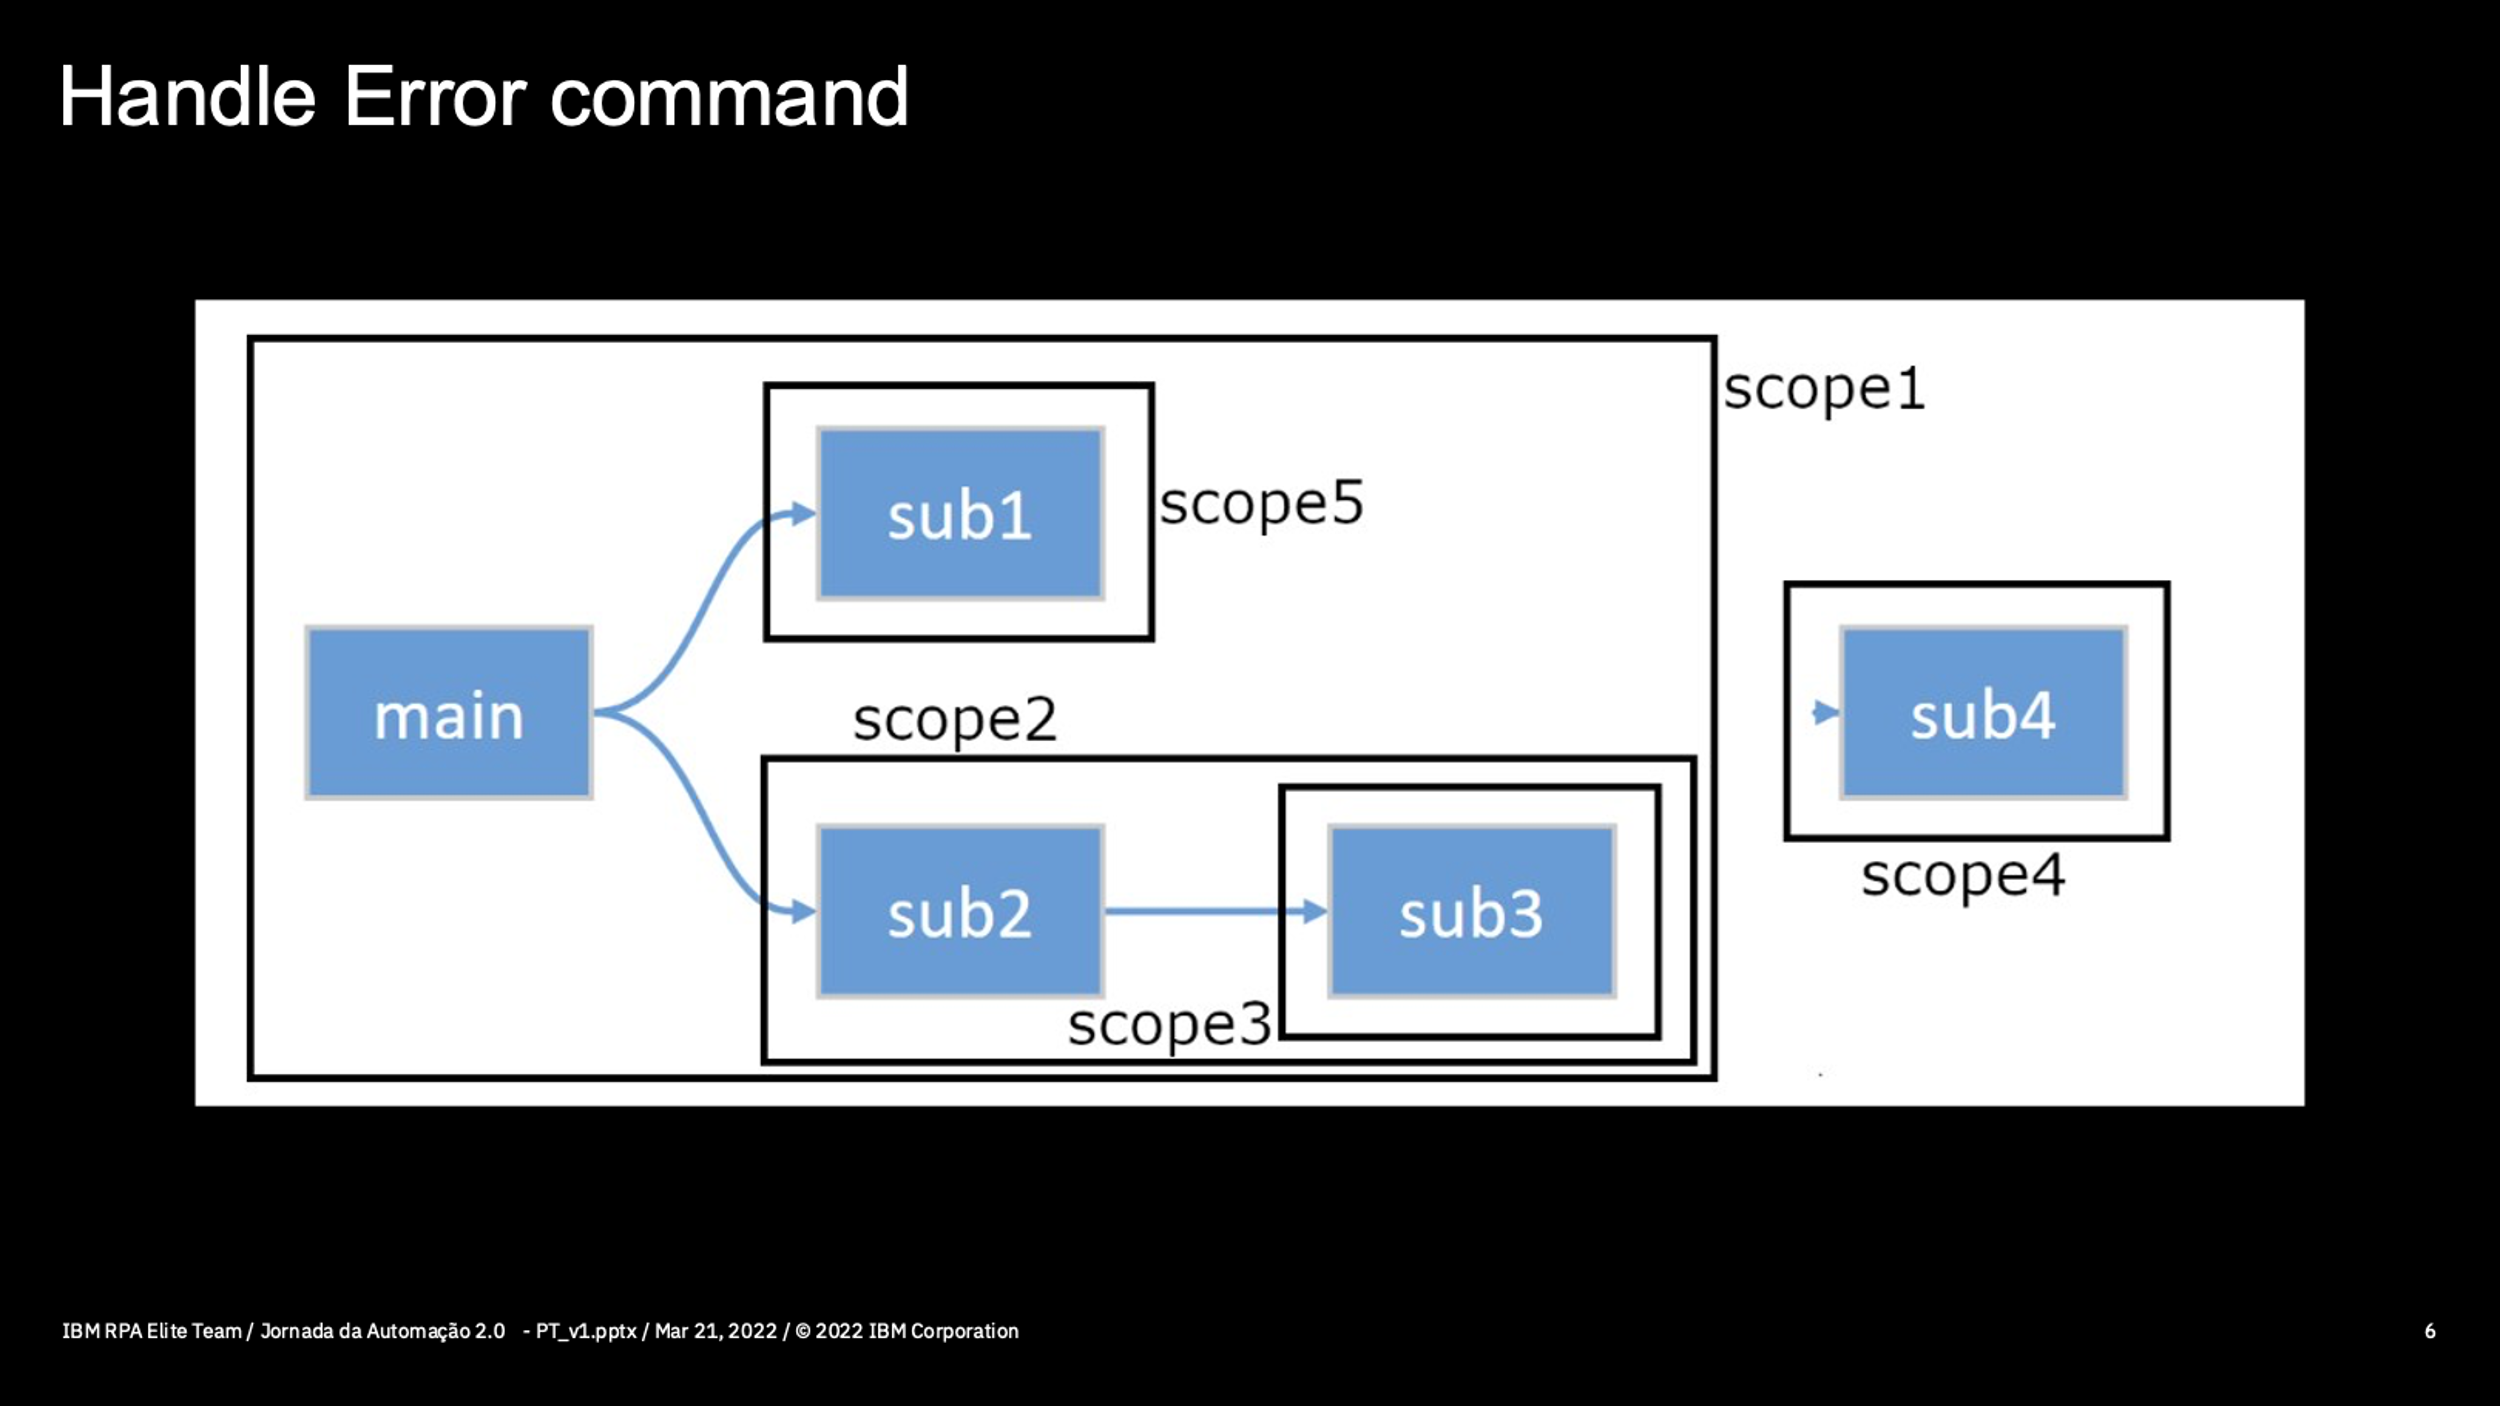 Handle Error command
scope1
sub1
scope5
main
scope2
sub4
scope4
sub2
sub3
scope3
IBM RPA Elite Team / Jornada da Automação 2.0 - PT_v1.pptx / Mar 21, 2022 / © 2022 IBM Corporation
6